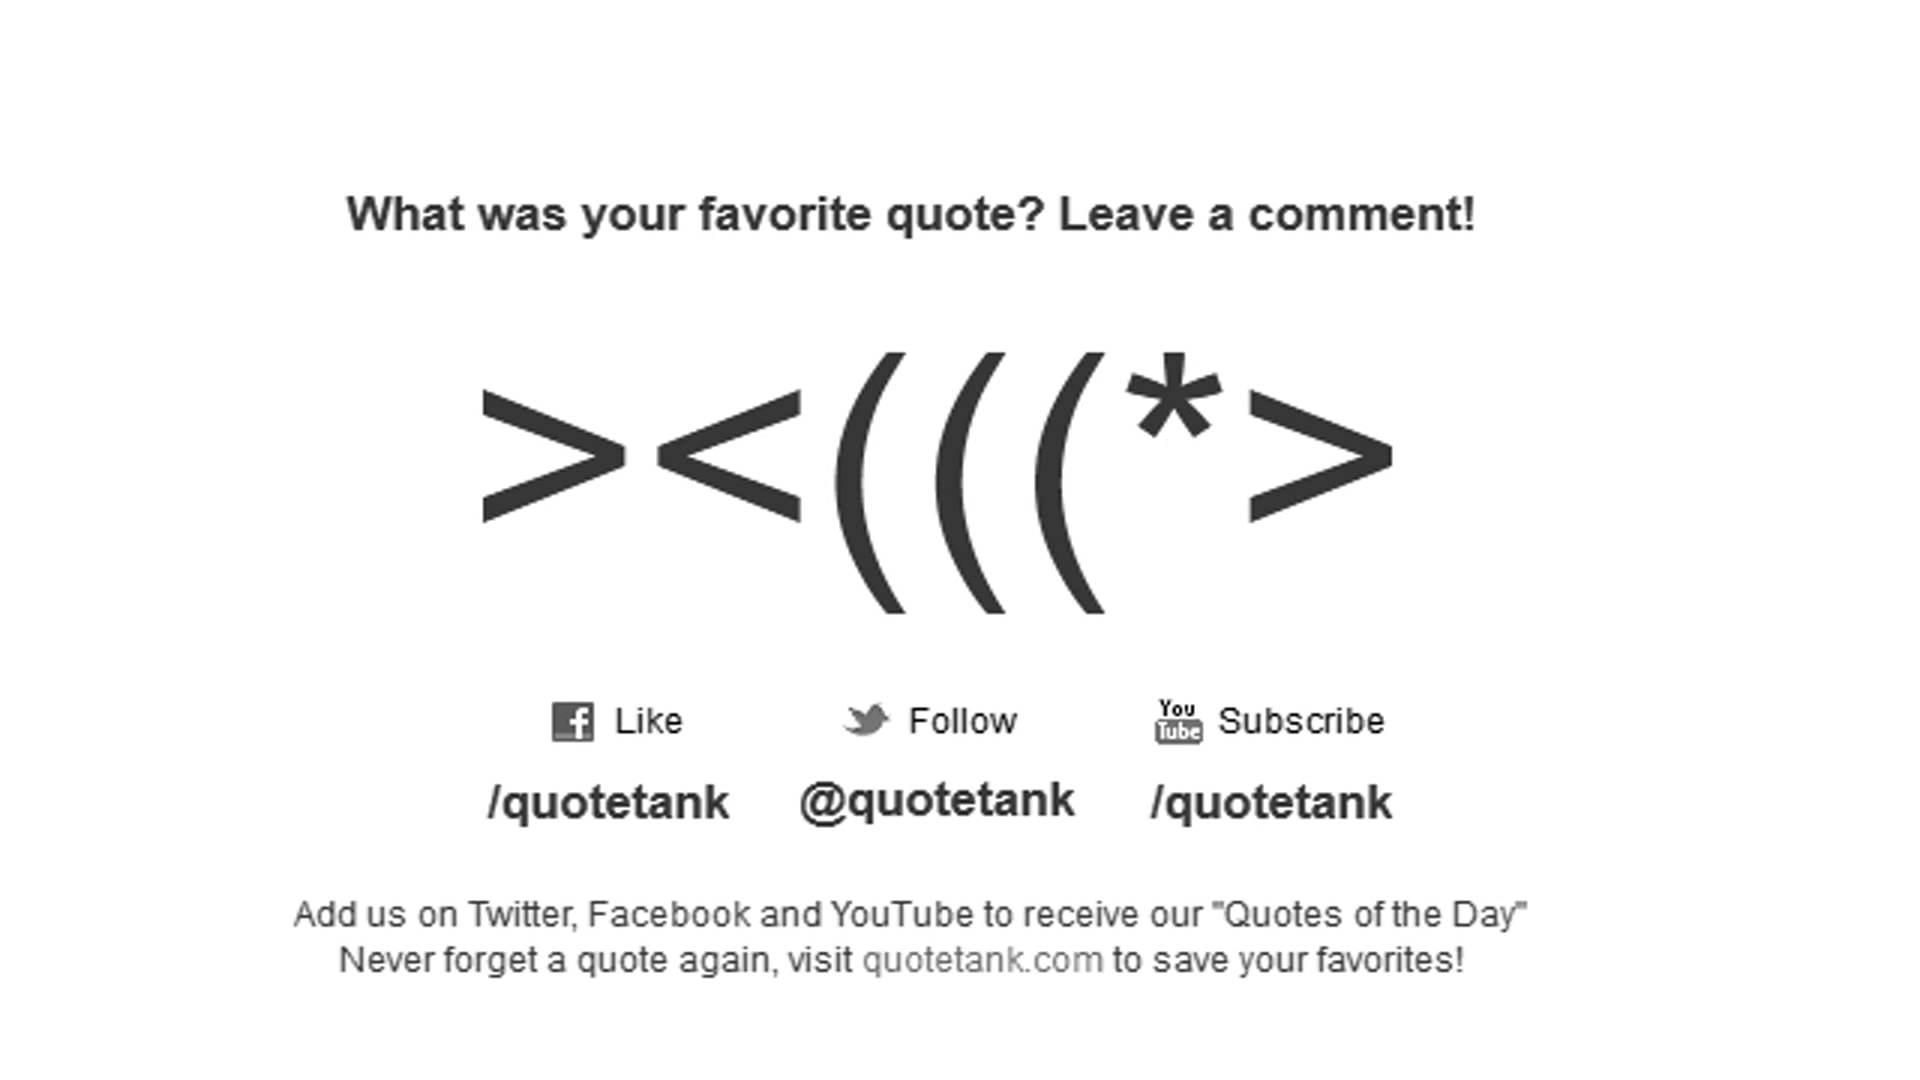 What was your favorite quote? Leave a comment!
><(((*>
f Like Follow You Tube Subscribe
/quotetank @quotetank /quotetank
Add us on Twitter, Facebook and YouTube to receive our "Quotes of the Day"
Never forget a quote again, visit quotetank.com to save your favorites!